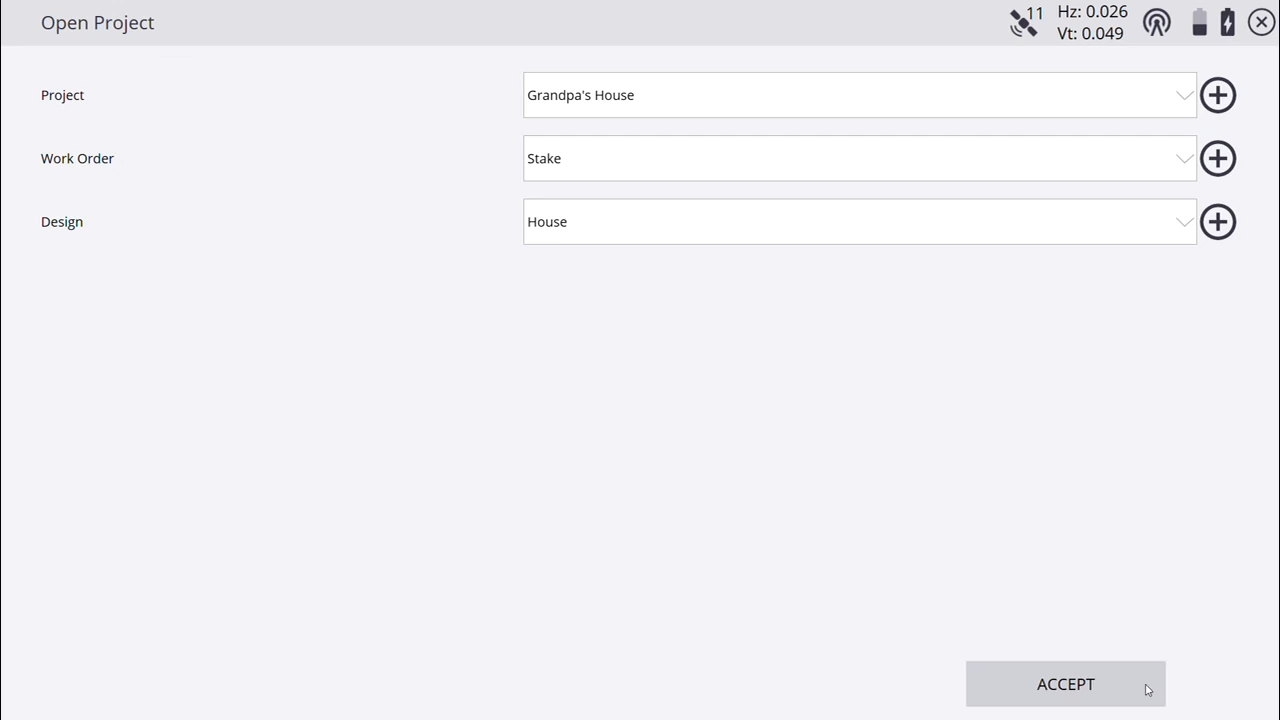 Open Project
11
Hz: 0.026
Vt: 0.049
Project
Grandpa's House
Work Order
Stake
Design
House
ACCEPT